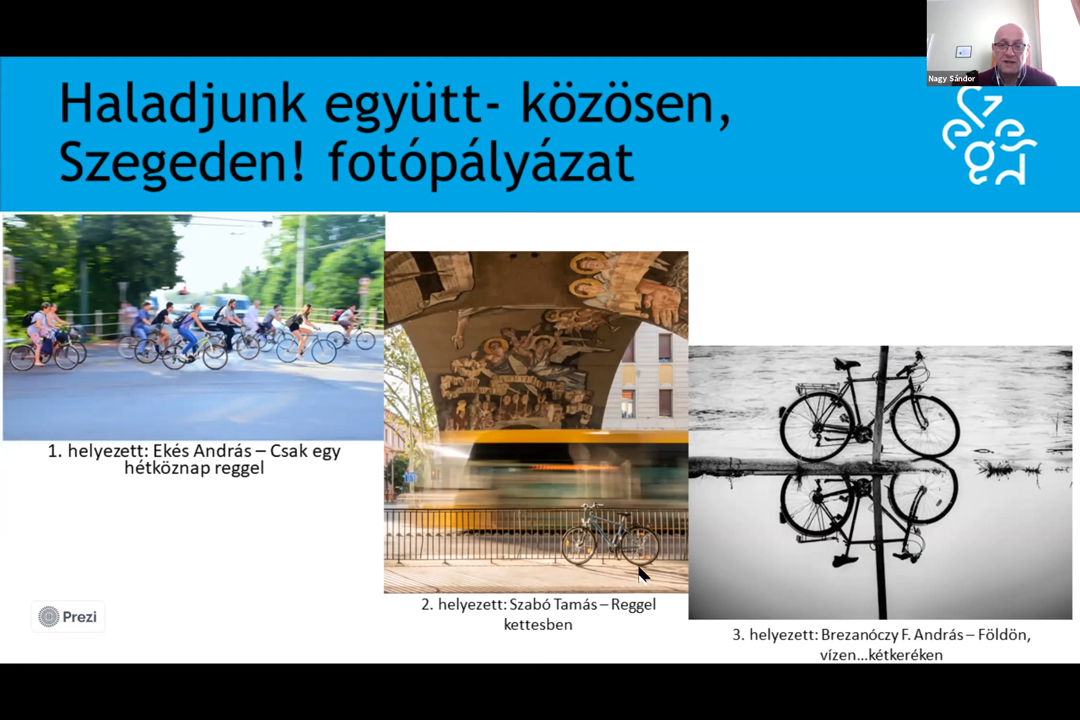 Nagy Sándor
Haladjunk együtt- közösen,
Szegeden! fotópályázat
szeged
1. helyezett: Ekés András – Csak egy
hétköznap reggel
2. helyezett: Szabó Tamás – Reggel
kettesben
3. helyezett: Brezanóczy F. András – Földön,
vízen...kétkeréken
Prezi